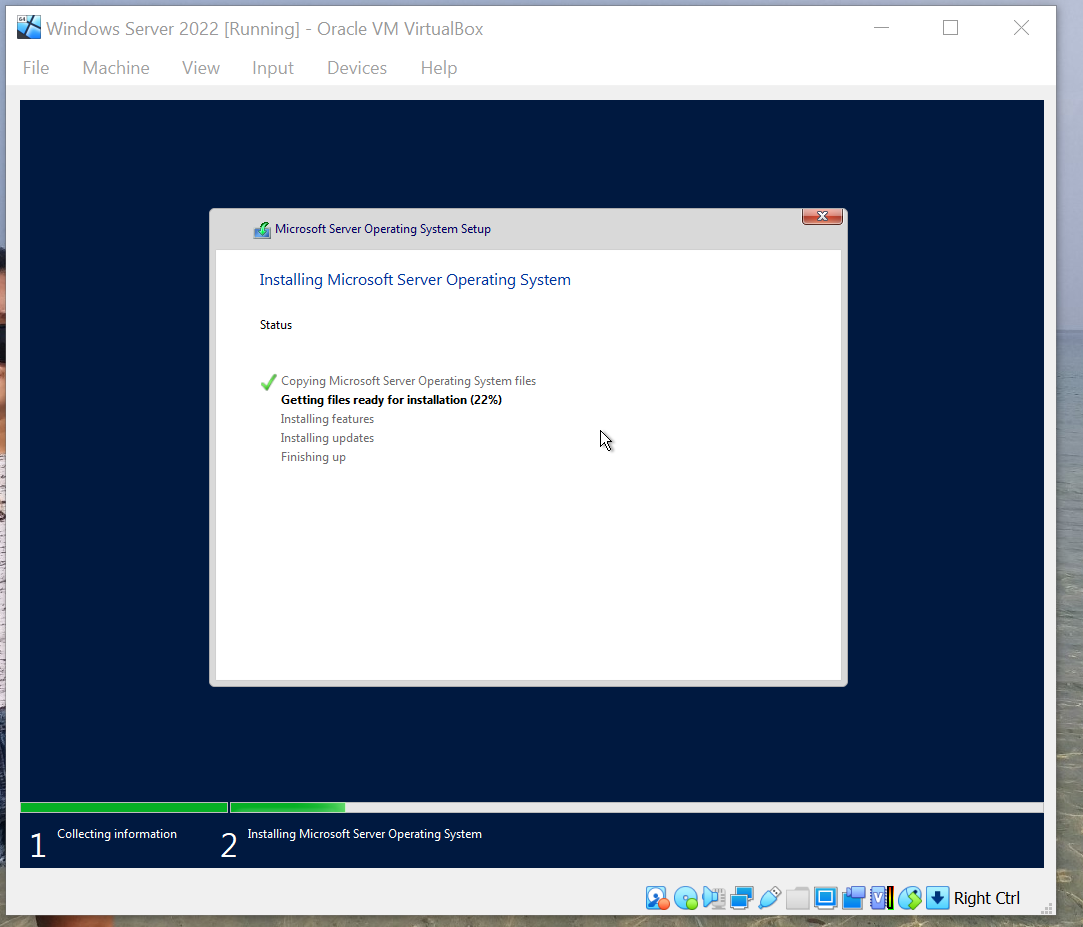 Windows Server 2022 [Running] - Oracle VM VirtualBox
File Machine View Input Devices Help
Microsoft Server Operating System Setup
Installing Microsoft Server Operating System
Status
Copying Microsoft Server Operating System files
Getting files ready for installation (22%)
Installing features
Installing updates
Finishing up
1 Collecting information 2 Installing Microsoft Server Operating System
Right Ctrl